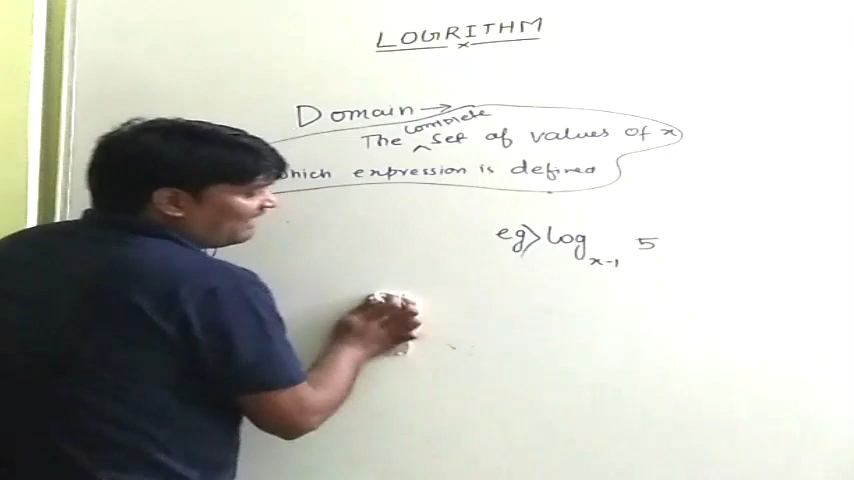 LOGRITHM
Domain →
The complete set of values of x
which expression is defined
eg> log x-1 5